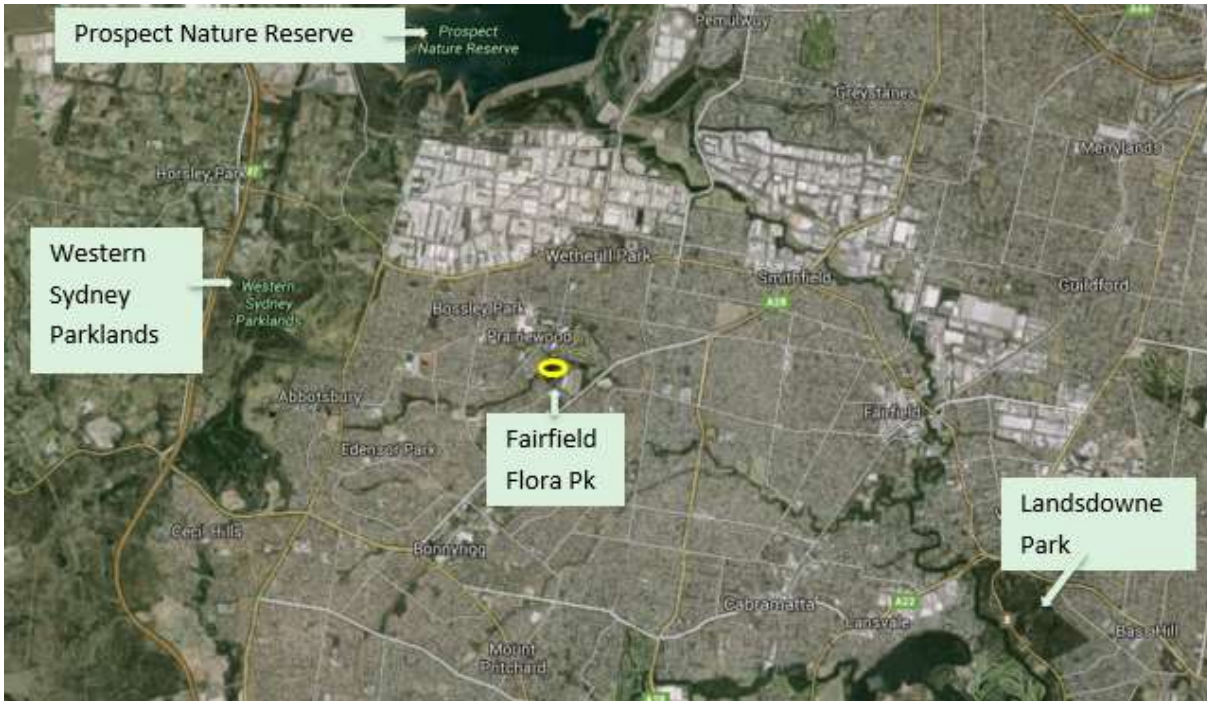 Prospect Nature Reserve
Prospect
Nature Reserve
Pemulwuy
A44
Greystanes
Merrylands
Horsley Park
Western
Sydney
Parklands
Western
Sydney
Parklands
Wetherill Park
Smithfield
A28
Guildford
Bossley Park
Prairiewood
Abbotsbury
Fairfield
Edensor Park
Fairfield
Flora Pk
Landsdowne
Park
Cecil Hills
Bonnyrigg
Cabramatta
A22
Lansvale
Bass Hill
Mount
Pritchard